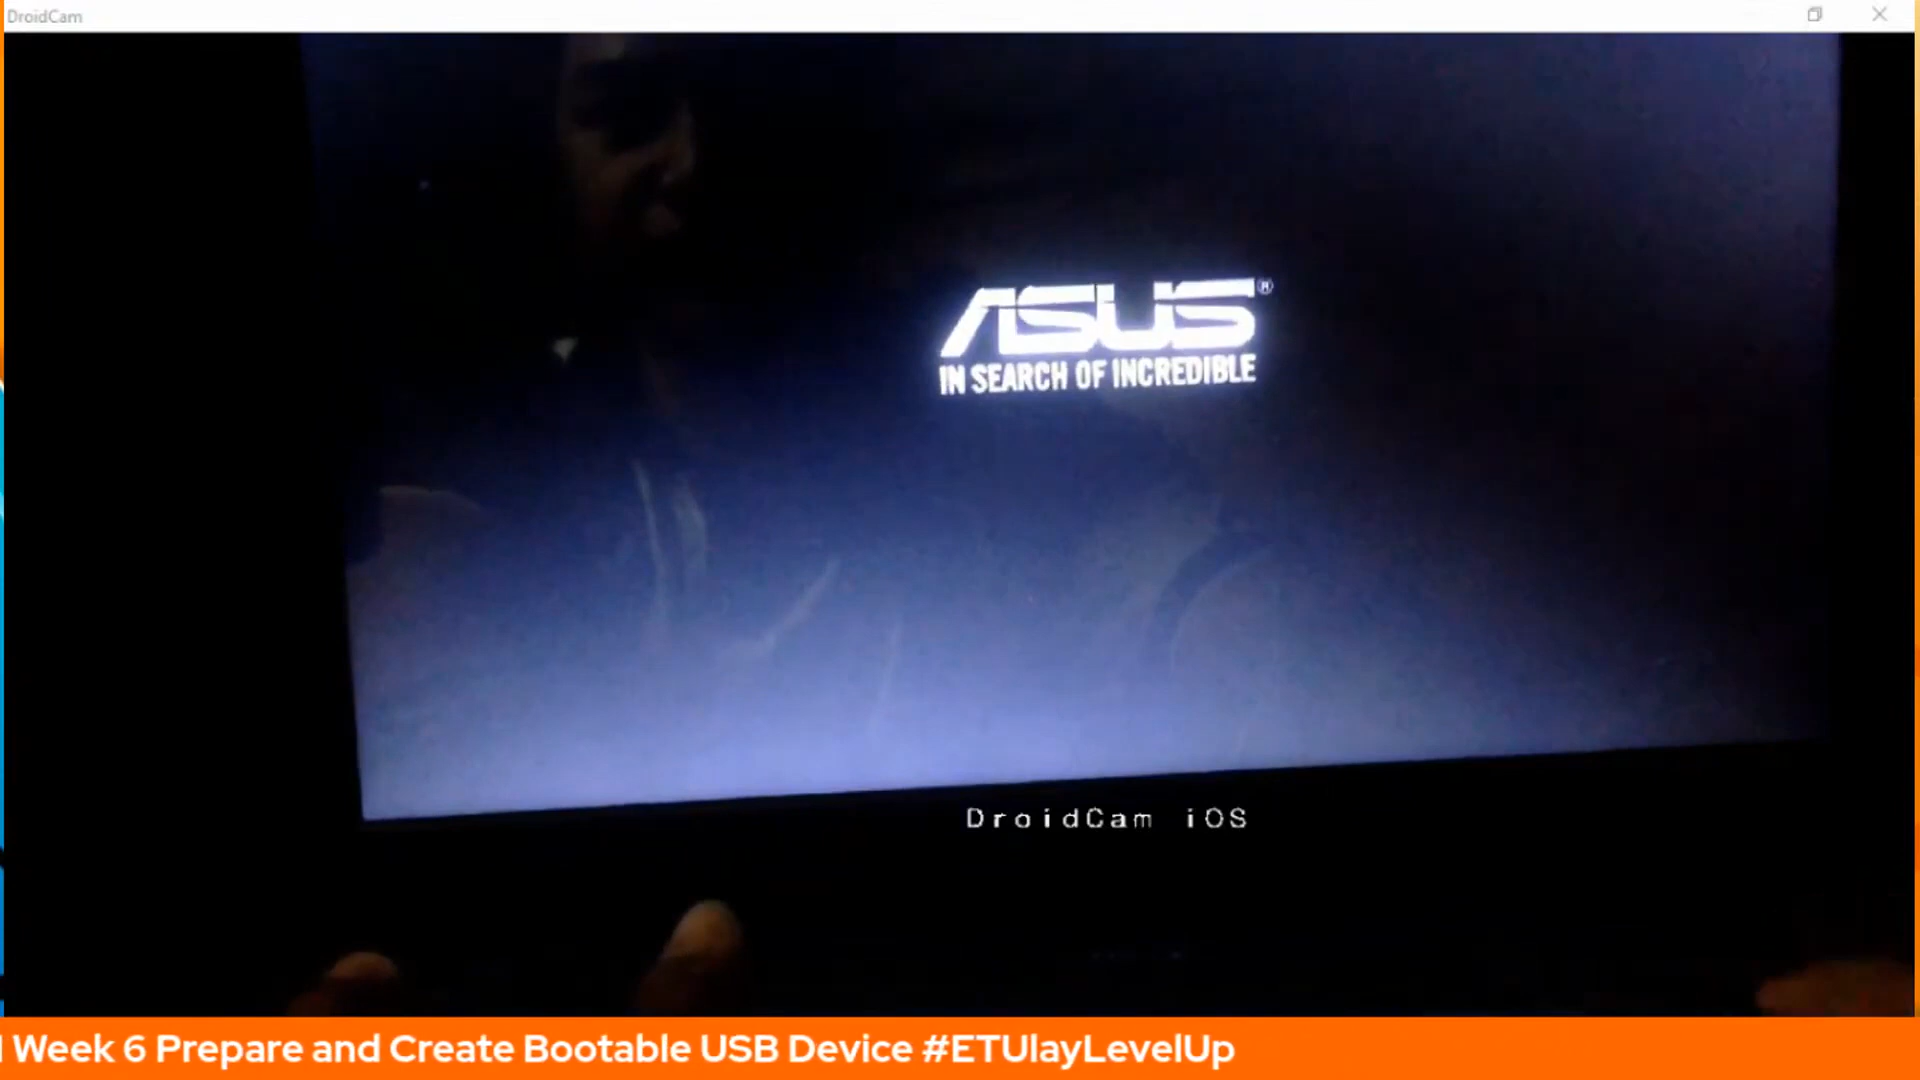 DroidCam
ASUS®
IN SEARCH OF INCREDIBLE
DroidCam iOS
Week 6 Prepare and Create Bootable USB Device #ETUlayLevelUp